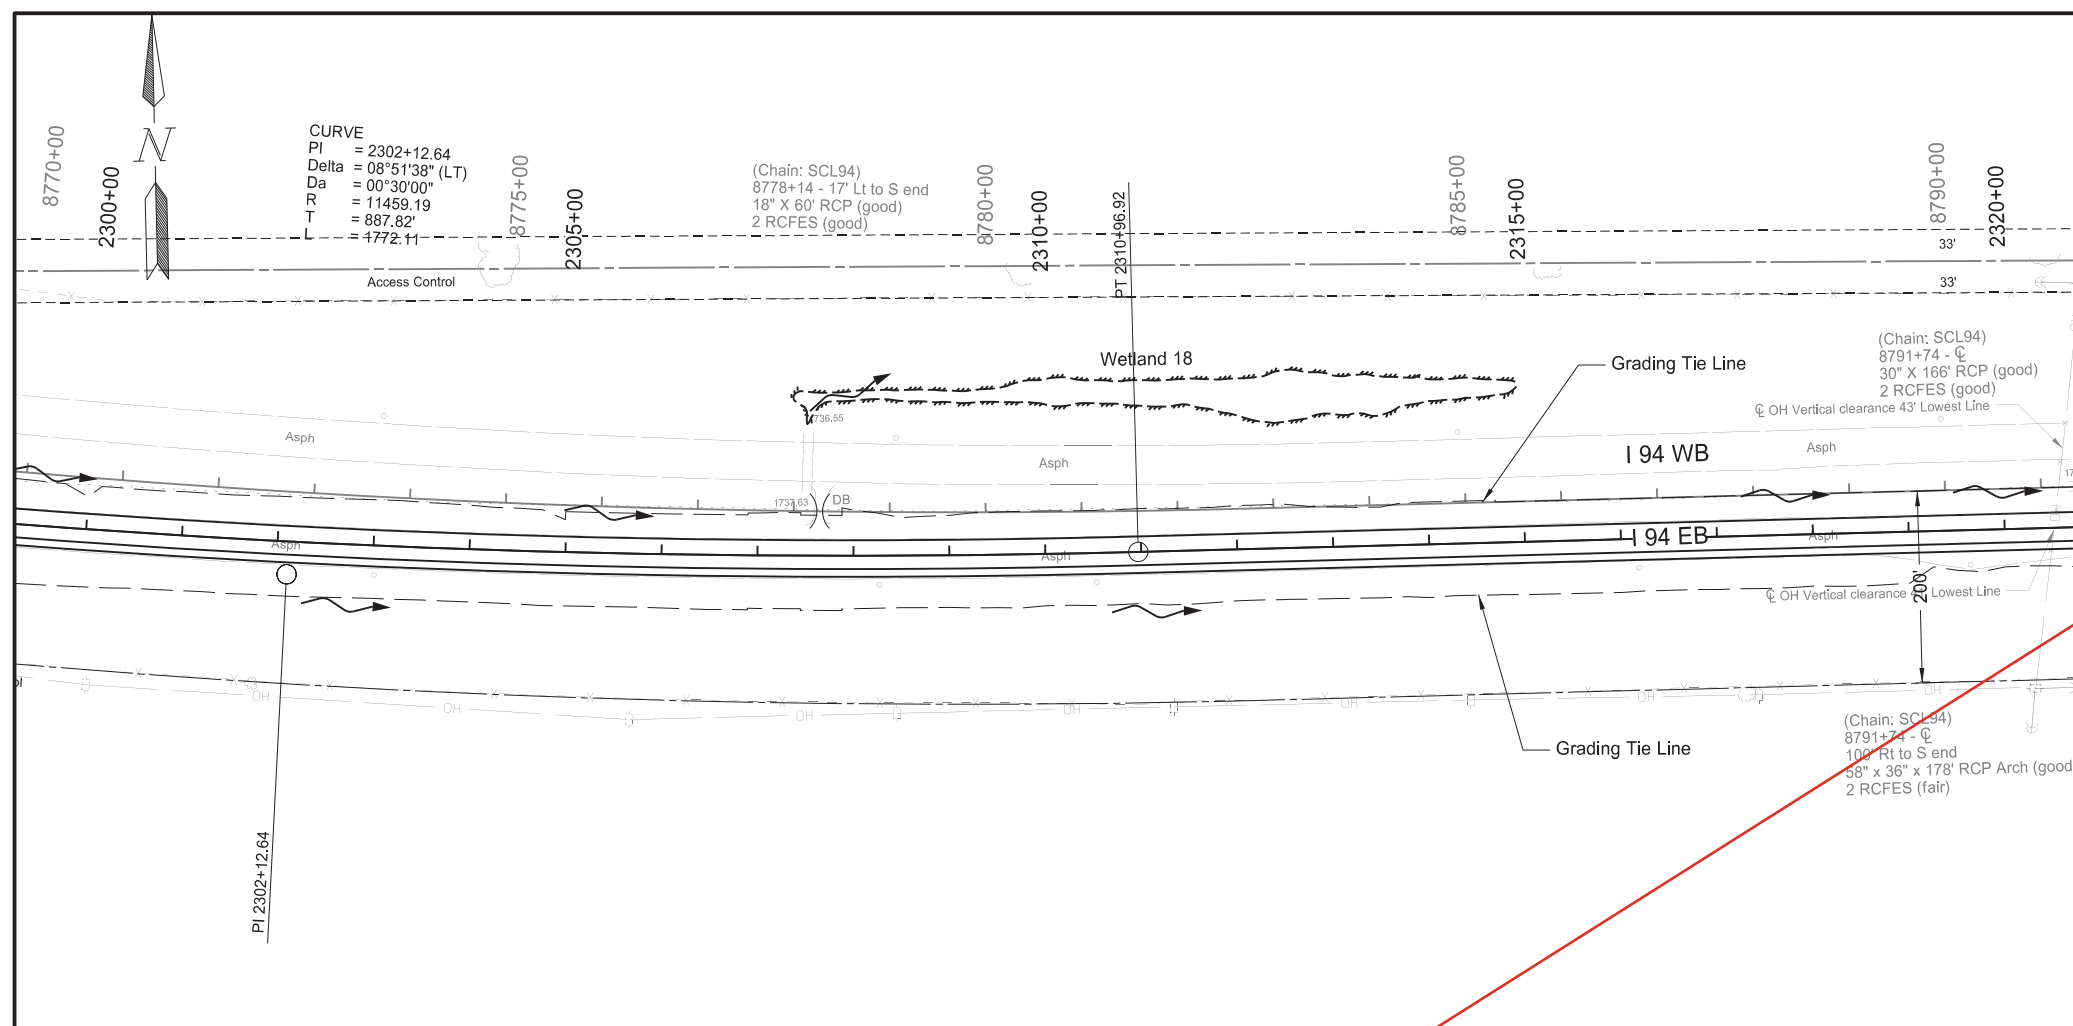 N
8770+00
2300+00
CURVE
PI = 2302+12.64
Delta = 08°51'38" (LT)
Da = 00°30'00"
R = 11459.19
T = 887.82'
L = 1772.11
8775+00
2305+00
(Chain: SCL94)
8778+14 - 17' Lt to S end
18" X 60' RCP (good)
2 RCFES (good)
8780+00
2310+00
PT 2310+96.92
8785+00
2315+00
8790+00
2320+00
33'
33'
Access Control
Wetland 18
Grading Tie Line
(Chain: SCL94)
8791+74 - ℄
30" X 166' RCP (good)
2 RCFES (good)
℄ OH Vertical clearance 43' Lowest Line
1736.55
Asph
Asph
I 94 WB
Asph
1737.63
DB
Asph
Asph
I 94 EB
Asph
200'
Lowest Line
℄ OH Vertical clearance
OH
OH
OH
OH
OH
OH
OH
Grading Tie Line
(Chain: SCL94)
8791+74 - ℄
100' Rt to S end
58" x 36" x 178' RCP Arch (good
2 RCFES (fair)
PI 2302+12.64